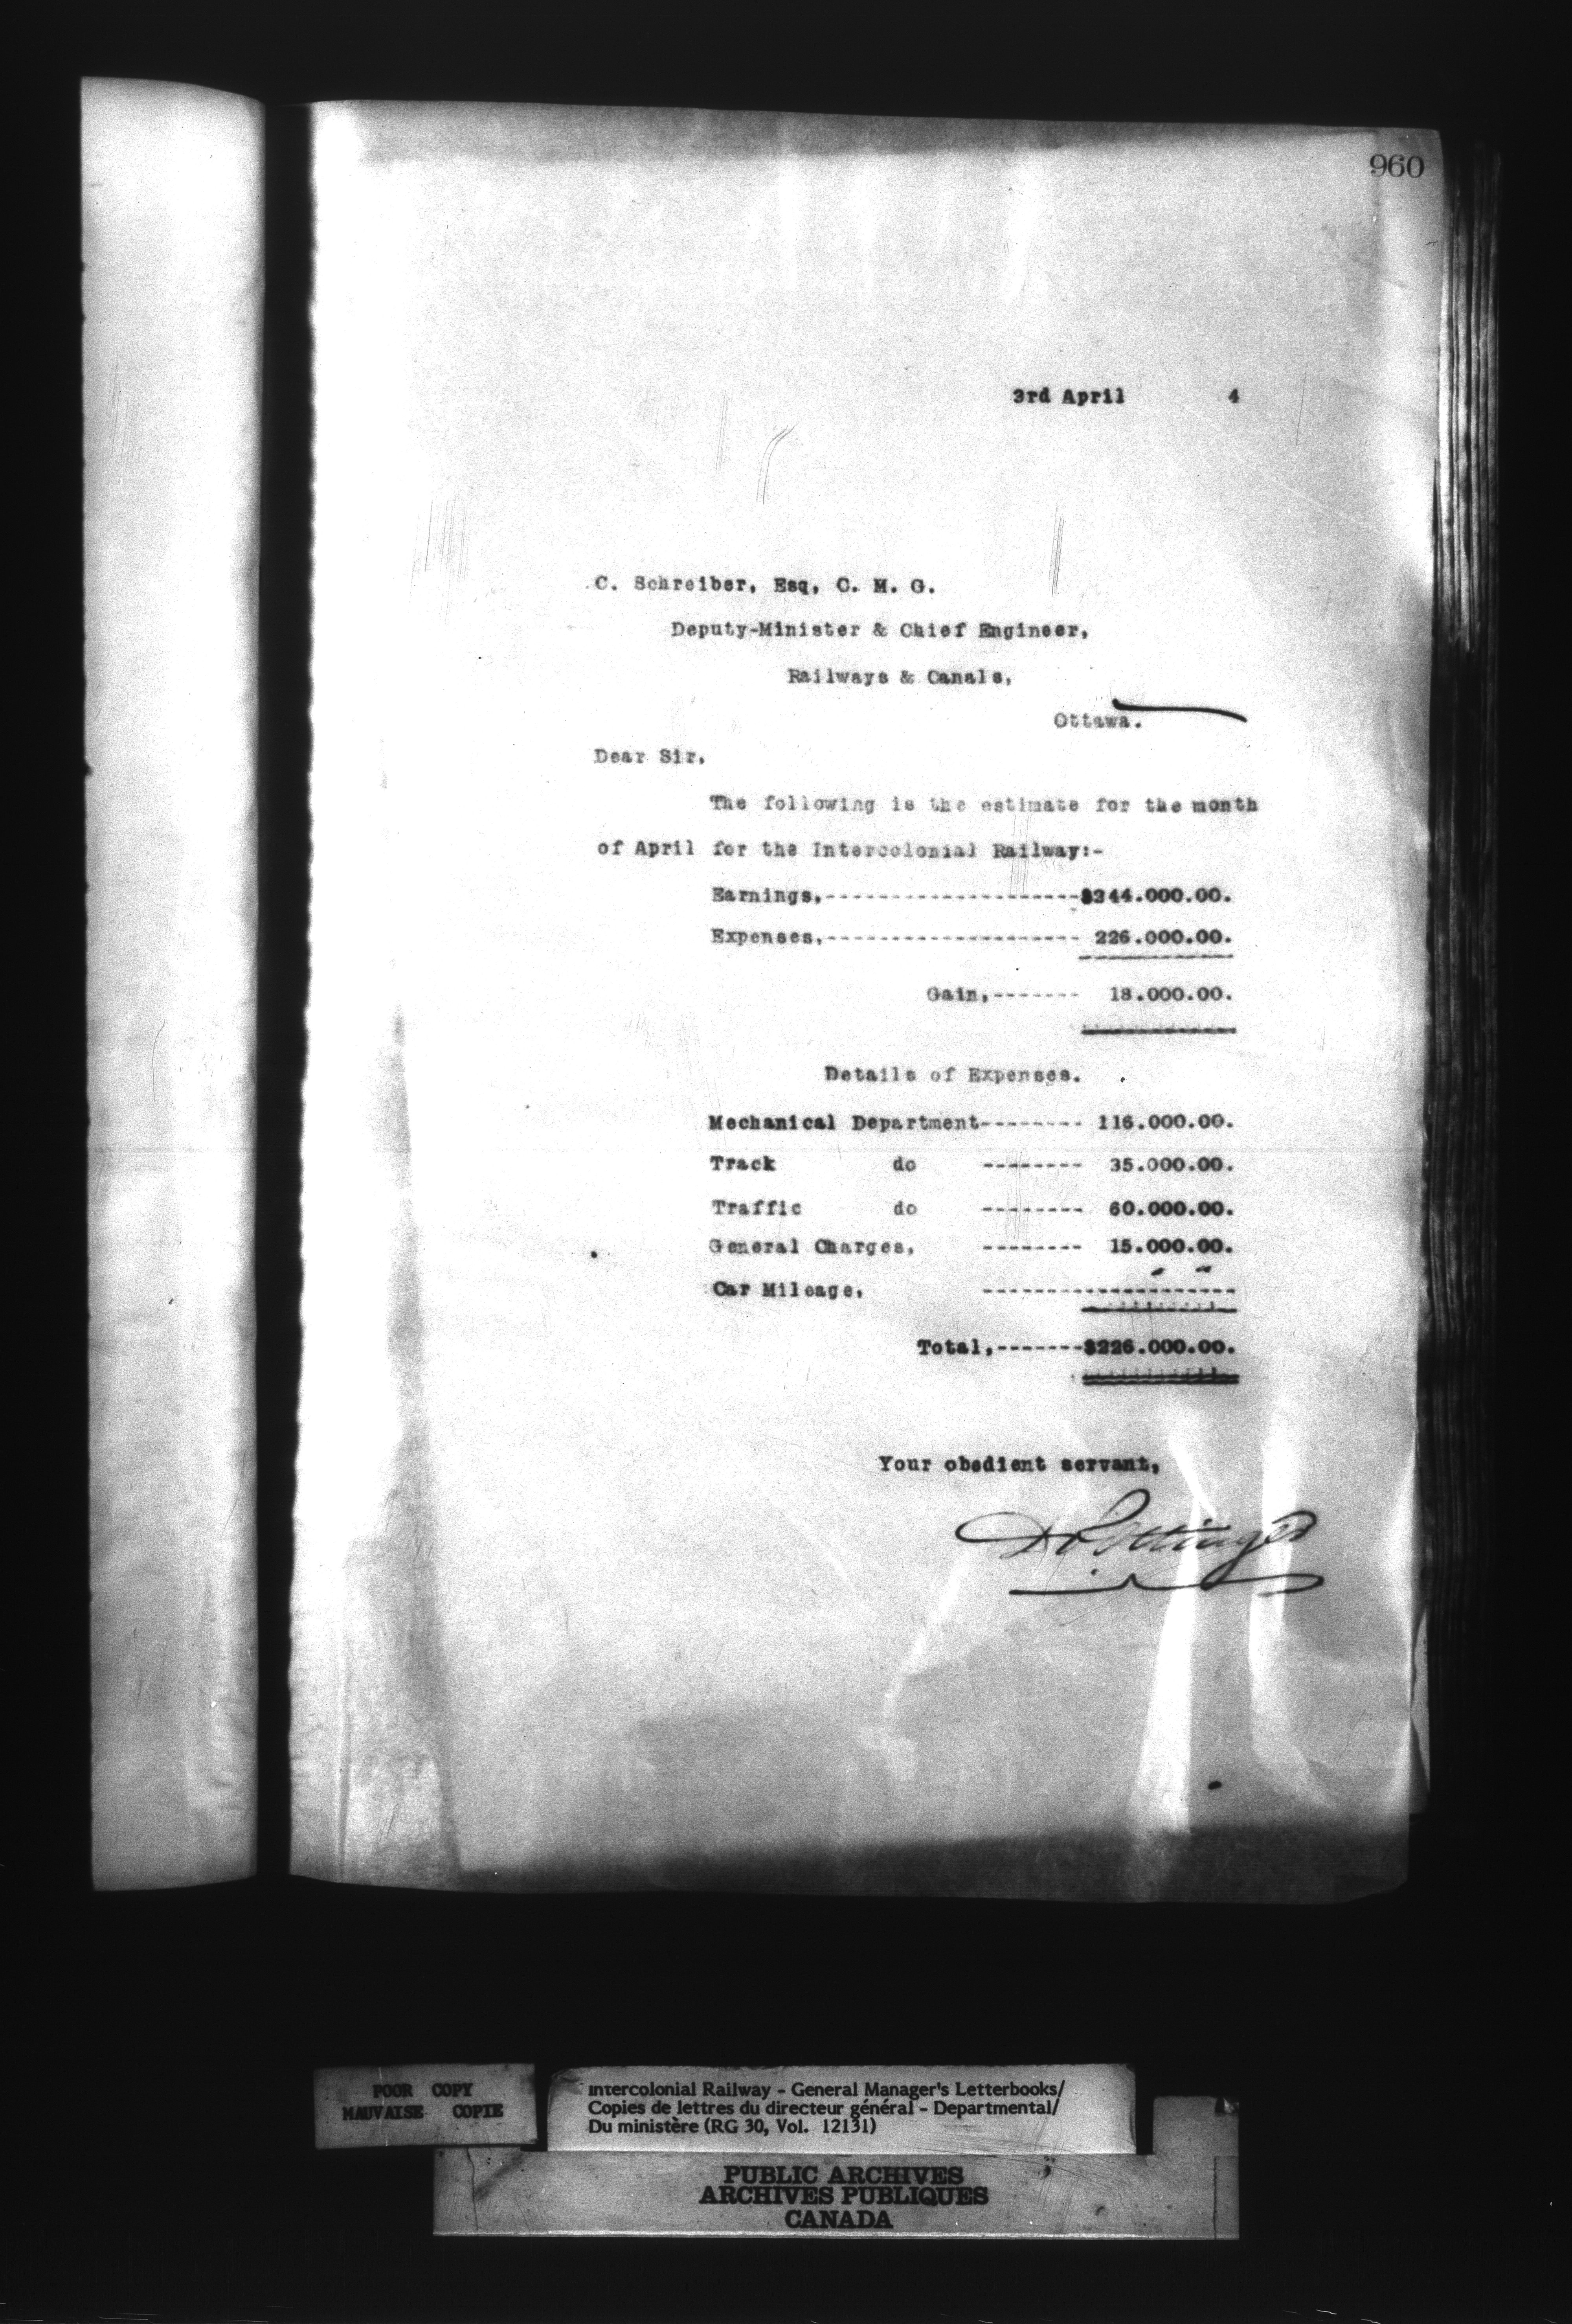 960
3rd April 4
C. Schreiber, Esq, C. M. G.
Deputy-Minister & Chief Engineer,
Railways & Canals,
Ottawa.
Dear Sir,
The following is the estimate for the month
of April for the Intercolonial Railway:-
Earnings,--------------------$244.000.00.
Expenses,-------------------- 226.000.00.
Gain,------- 18.000.00.
Details of Expenses.
Mechanical Department-------- 116.000.00.
Track do -------- 35.000.00.
Traffic do -------- 60.000.00.
General Charges, -------- 15.000.00.
Car Mileage, --------------------
Total,-------$226.000.00.
Your obedient servant,
D Pottinger
POOR COPY
MAUVAISE COPIE
Intercolonial Railway - General Manager's Letterbooks/
Copies de lettres du directeur général - Departmental/
Du ministère (RG 30, Vol. 12131)
PUBLIC ARCHIVES
ARCHIVES PUBLIQUES
CANADA